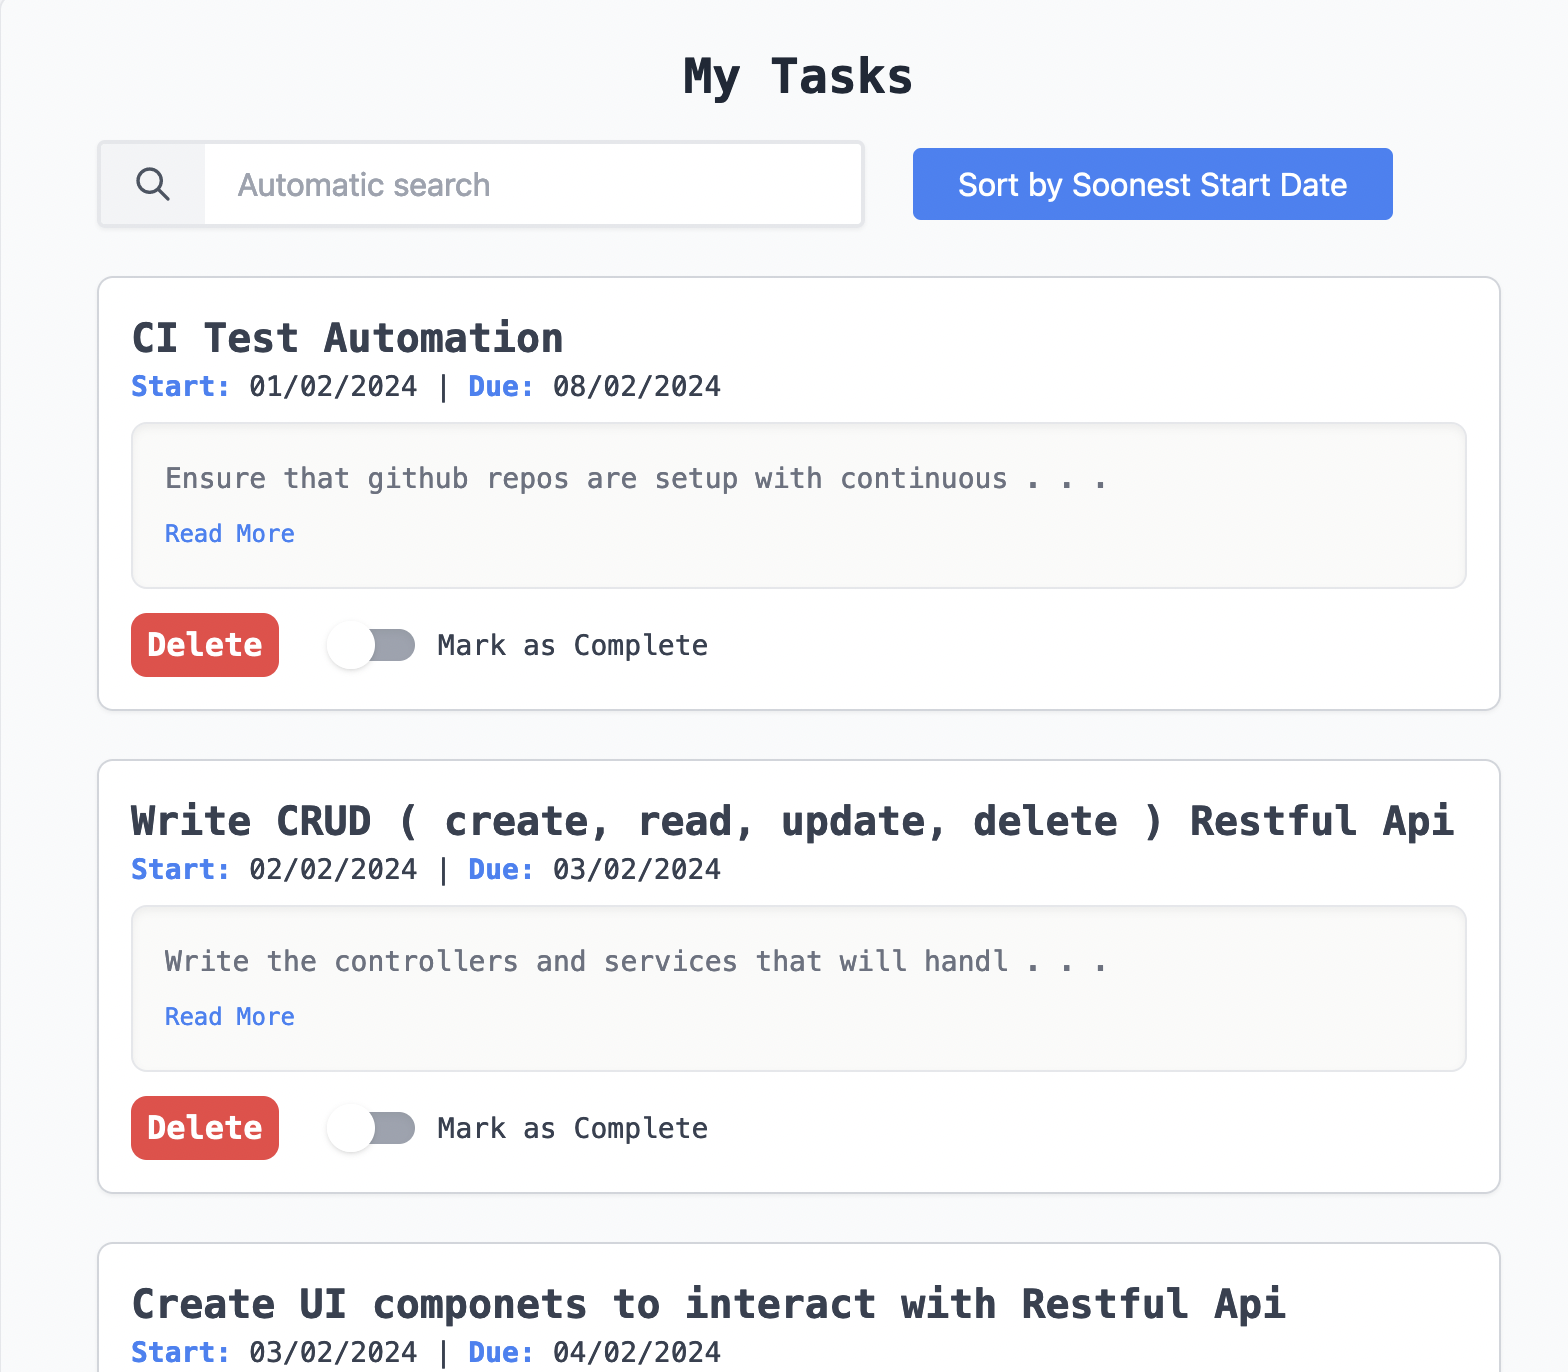 My Tasks
Automatic search
Sort by Soonest Start Date
CI Test Automation
Start: 01/02/2024 | Due: 08/02/2024
Ensure that github repos are setup with continuous . . .
Read More
Delete
Mark as Complete
Write CRUD ( create, read, update, delete ) Restful Api
Start: 02/02/2024 | Due: 03/02/2024
Write the controllers and services that will handl . . .
Read More
Delete
Mark as Complete
Create UI componets to interact with Restful Api
Start: 03/02/2024 | Due: 04/02/2024